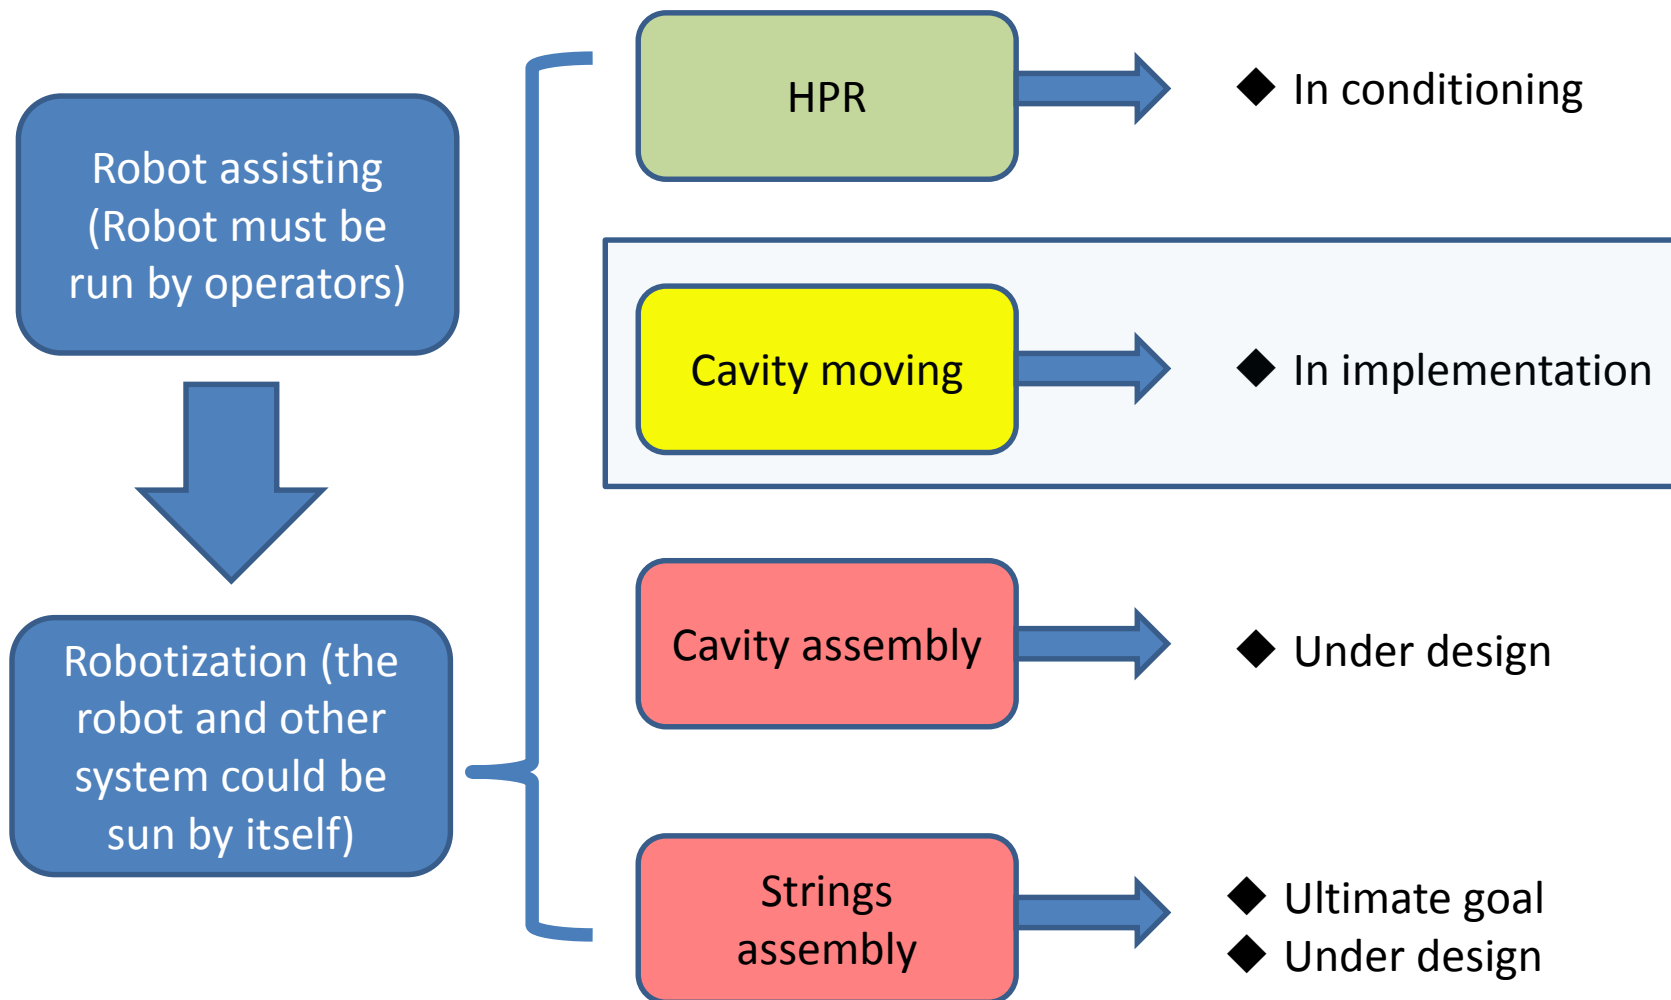 Robot assisting
(Robot must be
run by operators)
Robotization (the
robot and other
system could be
sun by itself)
HPR
◆ In conditioning
Cavity moving
◆ In implementation
Cavity assembly
◆ Under design
Strings
assembly
◆ Ultimate goal
◆ Under design